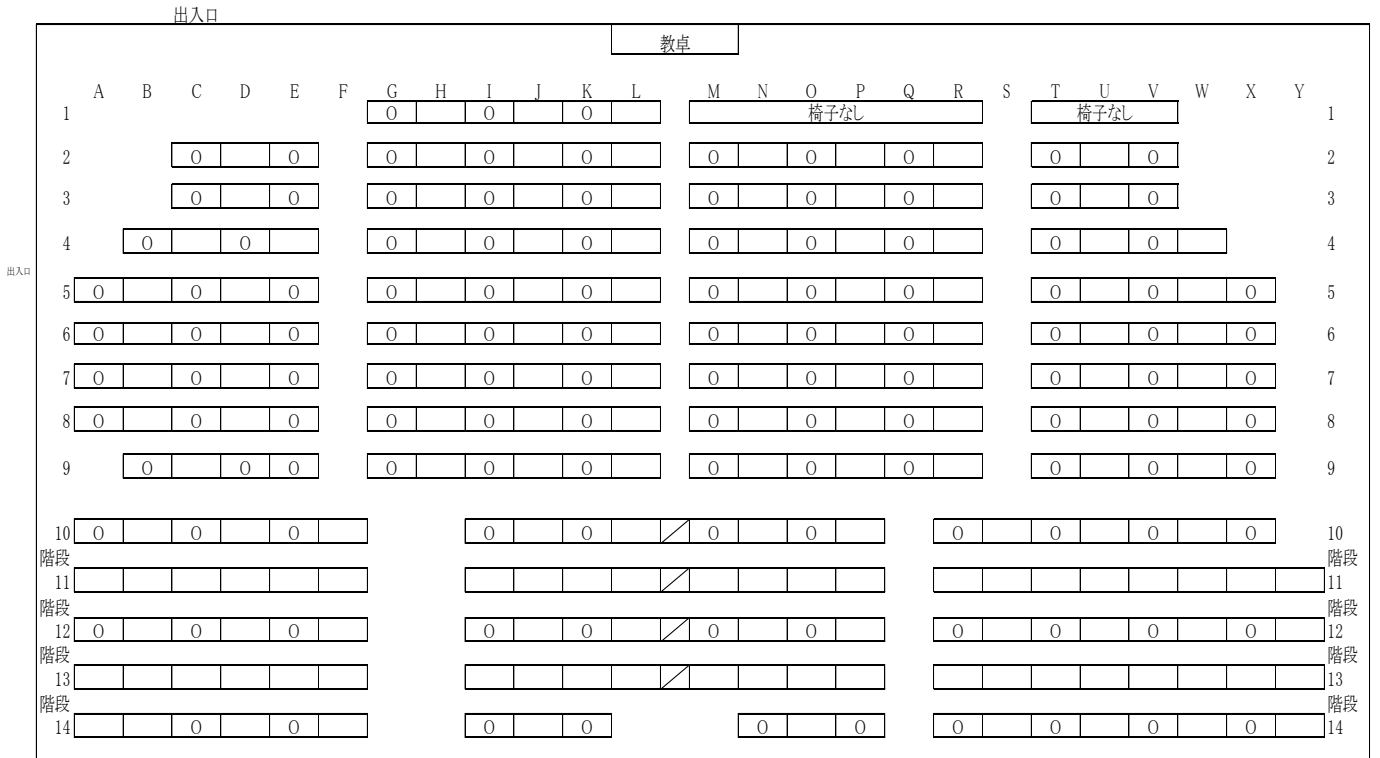 出入口
教卓
A B C D E F G H I J K L M N O P Q R S T U V W X Y
1 O O O 椅子なし 椅子なし 1
2 O O O O O O O O O O 2
3 O O O O O O O O O O 3
4 O O O O O O O O O O 4
出入口
5 O O O O O O O O O O O O 5
6 O O O O O O O O O O O O 6
7 O O O O O O O O O O O O 7
8 O O O O O O O O O O O O 8
9 O O O O O O O O O O O O 9
10 O O O O O O O O O O O 10
階段 階段
11 11
階段 階段
12 O O O O O O O O O O O 12
階段 階段
13 13
階段 階段
14 O O O O O O O O O O 14